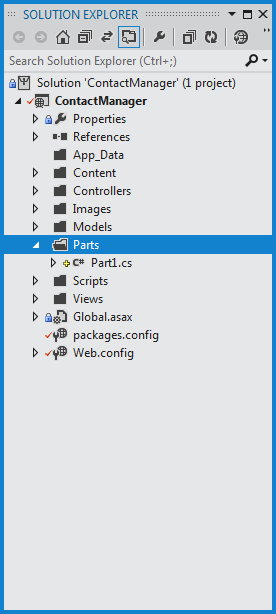 SOLUTION EXPLORER
Search Solution Explorer (Ctrl+;)
Solution 'ContactManager' (1 project)
ContactManager
Properties
References
App_Data
Content
Controllers
Images
Models
Parts
C# Part1.cs
Scripts
Views
Global.asax
packages.config
Web.config